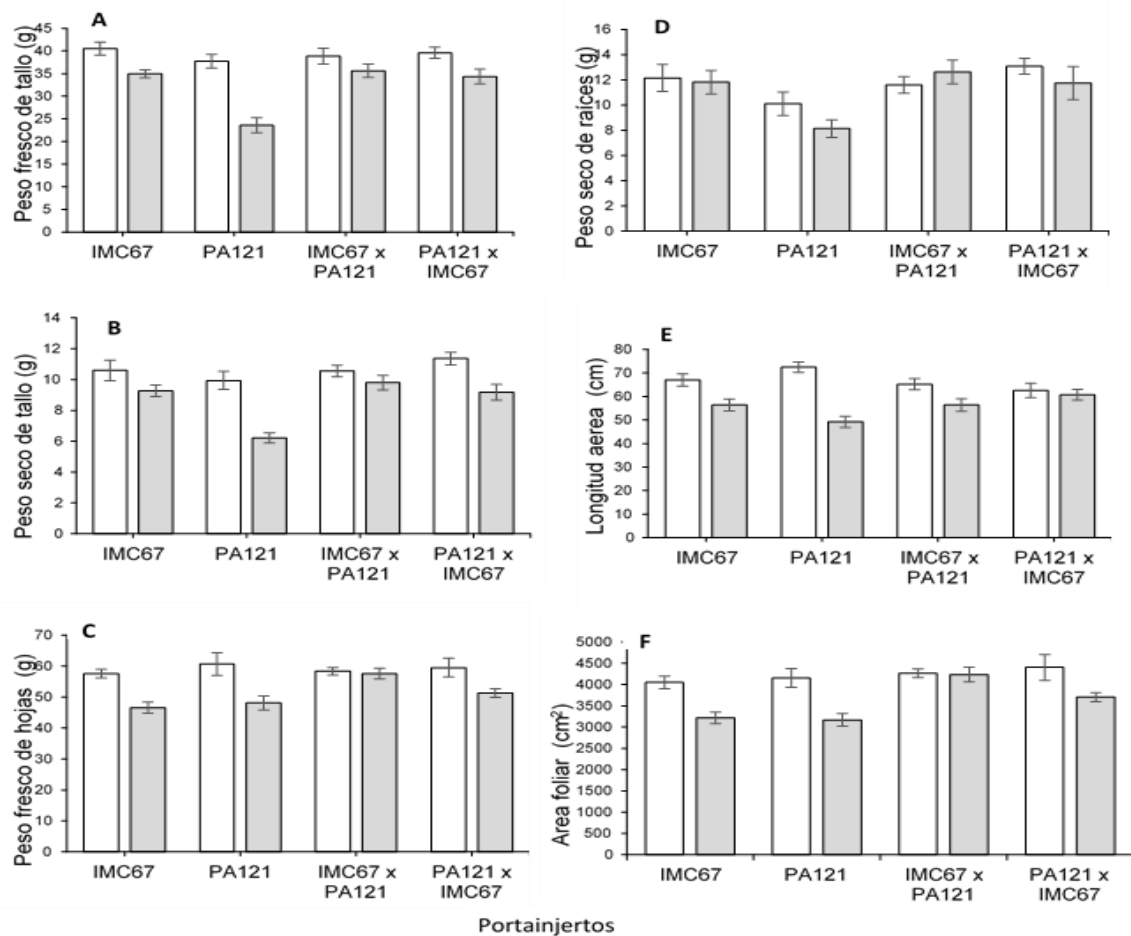 A
Peso fresco de tallo (g)
45
40
35
30
25
20
15
10
5
0
IMC67
PA121
IMC67 x
PA121
PA121 x
IMC67
D
Peso seco de raíces (g)
16
14
12
10
8
6
4
2
0
IMC67
PA121
IMC67 x
PA121
PA121 x
IMC67
B
Peso seco de tallo (g)
14
12
10
8
6
4
2
0
IMC67
PA121
IMC67 x
PA121
PA121 x
IMC67
E
Longitud aerea (cm)
80
70
60
50
40
30
20
10
0
IMC67
PA121
IMC67 x
PA121
PA121 x
IMC67
C
Peso fresco de hojas (g)
70
60
50
40
30
20
10
0
IMC67
PA121
IMC67 x
PA121
PA121 x
IMC67
F
Area foliar (cm²)
5000
4500
4000
3500
3000
2500
2000
1500
1000
500
0
IMC67
PA121
IMC67 x
PA121
PA121 x
IMC67
Portainjertos